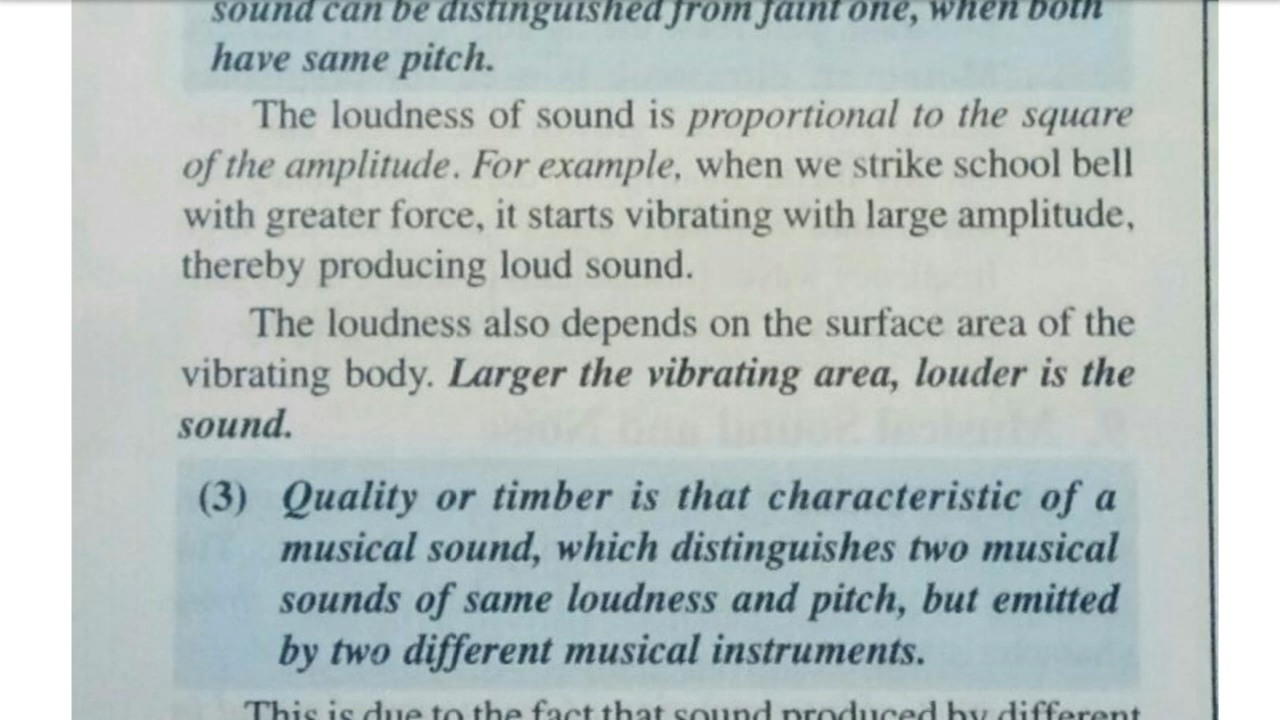 sound can be distinguished from faint one, when both
have same pitch.
The loudness of sound is proportional to the square
of the amplitude. For example, when we strike school bell
with greater force, it starts vibrating with large amplitude,
thereby producing loud sound.
The loudness also depends on the surface area of the
vibrating body. Larger the vibrating area, louder is the
sound.
(3) Quality or timber is that characteristic of a
musical sound, which distinguishes two musical
sounds of same loudness and pitch, but emitted
by two different musical instruments.
This is due to the fact that sound produced by different